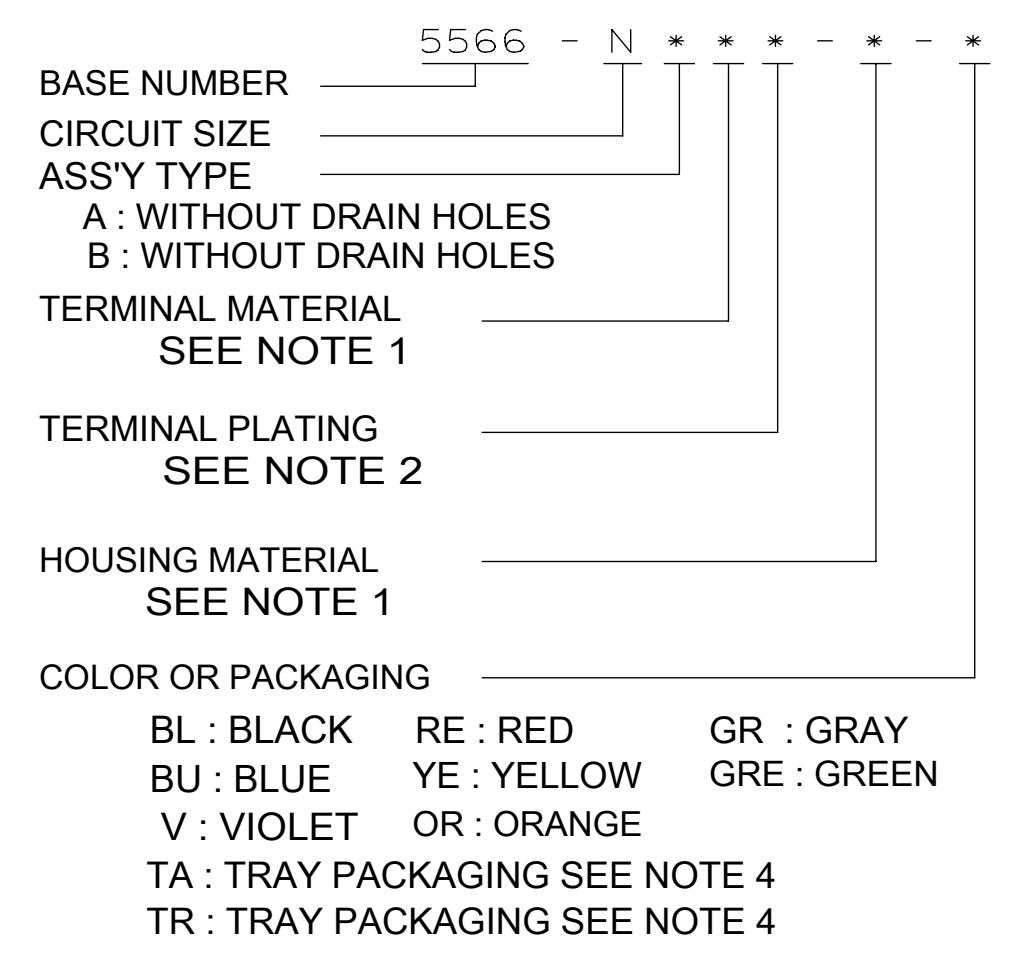 5566 - N * * * - * - *
BASE NUMBER
CIRCUIT SIZE
ASS'Y TYPE
A : WITHOUT DRAIN HOLES
B : WITHOUT DRAIN HOLES
TERMINAL MATERIAL
SEE NOTE 1
TERMINAL PLATING
SEE NOTE 2
HOUSING MATERIAL
SEE NOTE 1
COLOR OR PACKAGING
BL : BLACK RE : RED GR : GRAY
BU : BLUE YE : YELLOW GRE : GREEN
V : VIOLET OR : ORANGE
TA : TRAY PACKAGING SEE NOTE 4
TR : TRAY PACKAGING SEE NOTE 4